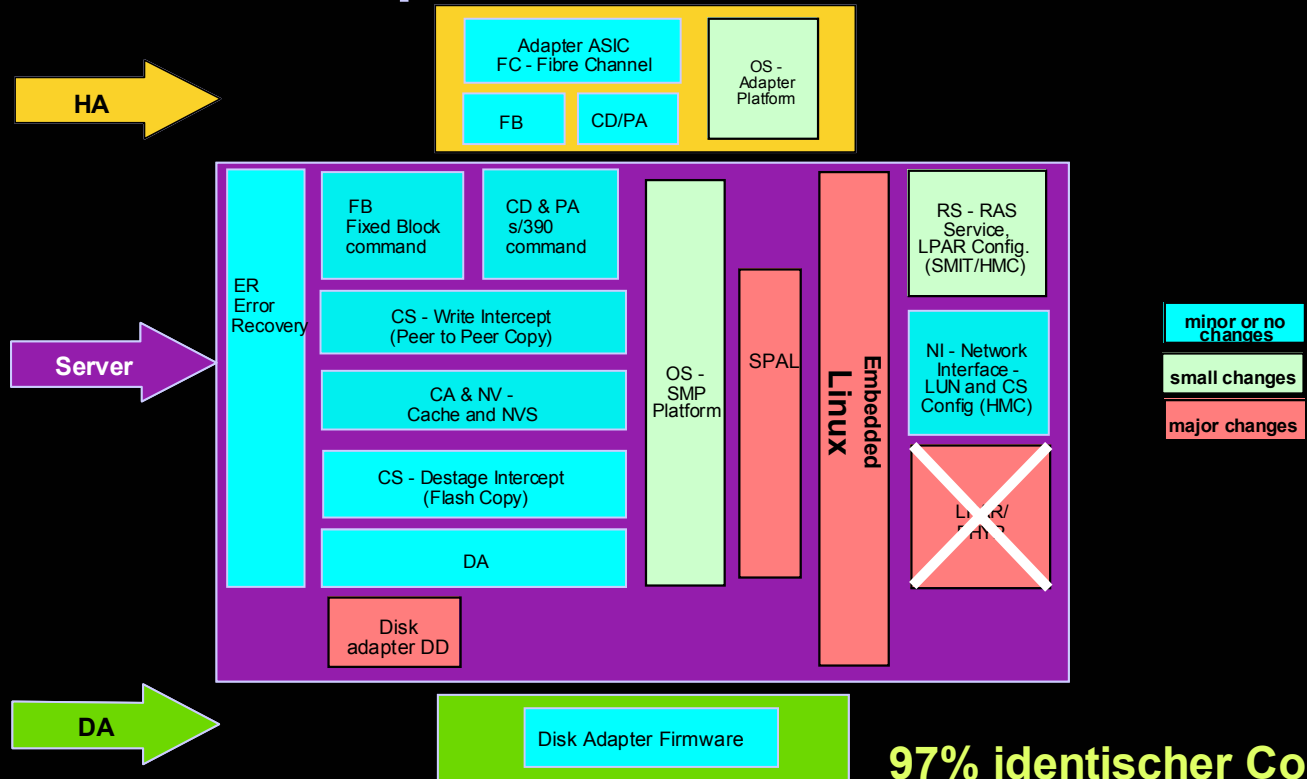 HA
Adapter ASIC
FC - Fibre Channel
FB
CD/PA
OS -
Adapter
Platform
Server
ER
Error
Recovery
FB
Fixed Block
command
CD & PA
s/390
command
CS - Write Intercept
(Peer to Peer Copy)
CA & NV -
Cache and NVS
CS - Destage Intercept
(Flash Copy)
DA
Disk
adapter DD
OS -
SMP
Platform
SPAL
Embedded
Linux
RS - RAS
Service,
LPAR Config.
(SMIT/HMC)
NI - Network
Interface -
LUN and CS
Config (HMC)
LPAR/
minor or no
changes
small changes
major changes
DA
Disk Adapter Firmware
97% identischer